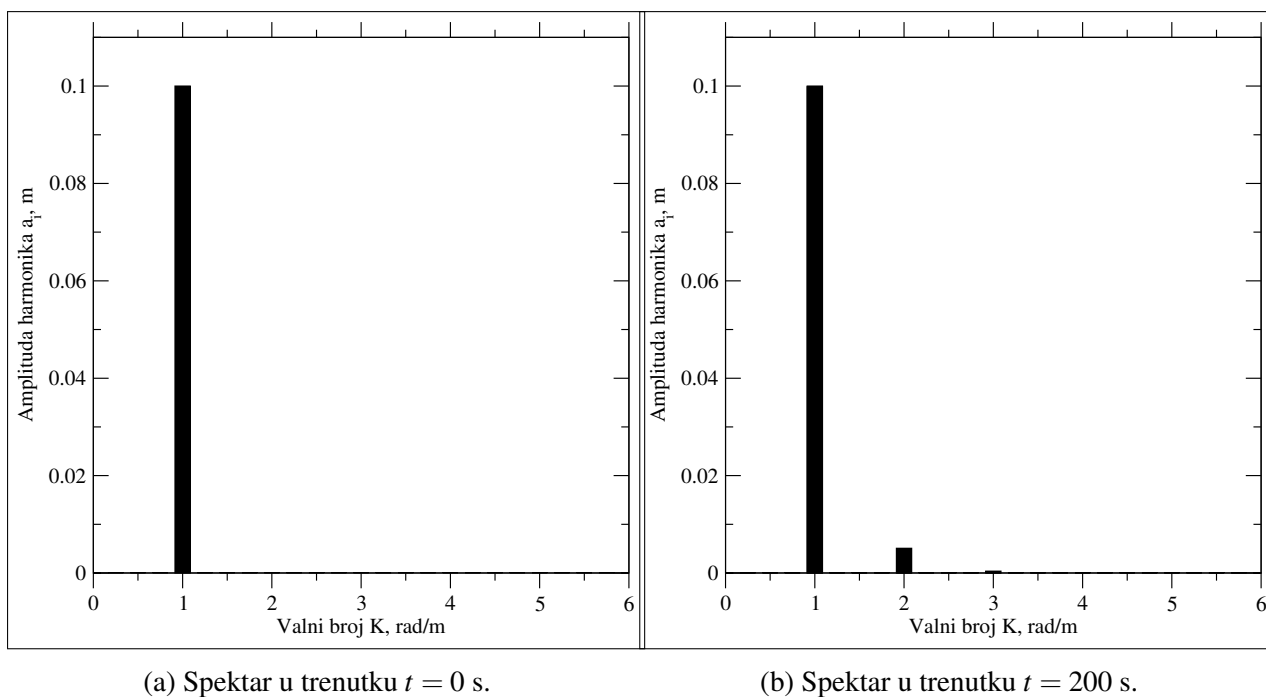 0.1
0.08
0.06
0.04
0.02
0
Amplituda harmonika a_i, m
0 1 2 3 4 5 6
Valni broj K, rad/m
0.1
0.08
0.06
0.04
0.02
0
Amplituda harmonika a_i, m
0 1 2 3 4 5 6
Valni broj K, rad/m
(a) Spektar u trenutku t = 0 s.
(b) Spektar u trenutku t = 200 s.